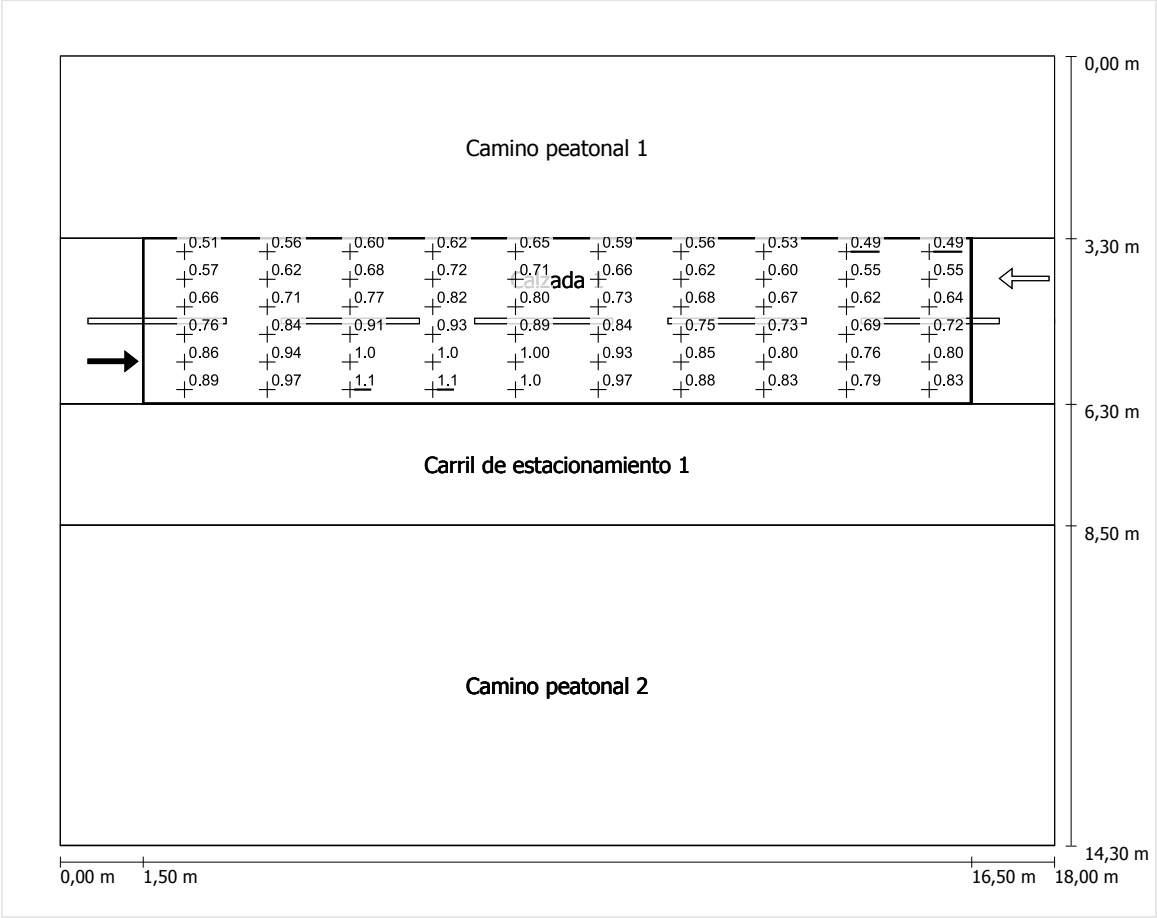 0,00 m
Camino peatonal 1
0.51 0.56 0.60 0.62 0.65 0.59 0.56 0.53 0.49 0.49
3,30 m
0.57 0.62 0.68 0.72 0.71 0.66 0.62 0.60 0.55 0.55
Calzada 1
0.66 0.71 0.77 0.82 0.80 0.73 0.68 0.67 0.62 0.64
0.76 0.84 0.91 0.93 0.89 0.84 0.75 0.73 0.69 0.72
0.86 0.94 1.0 1.0 1.00 0.93 0.85 0.80 0.76 0.80
0.89 0.97 1.1 1.1 1.0 0.97 0.88 0.83 0.79 0.83
6,30 m
Carril de estacionamiento 1
8,50 m
Camino peatonal 2
14,30 m
0,00 m 1,50 m 16,50 m 18,00 m